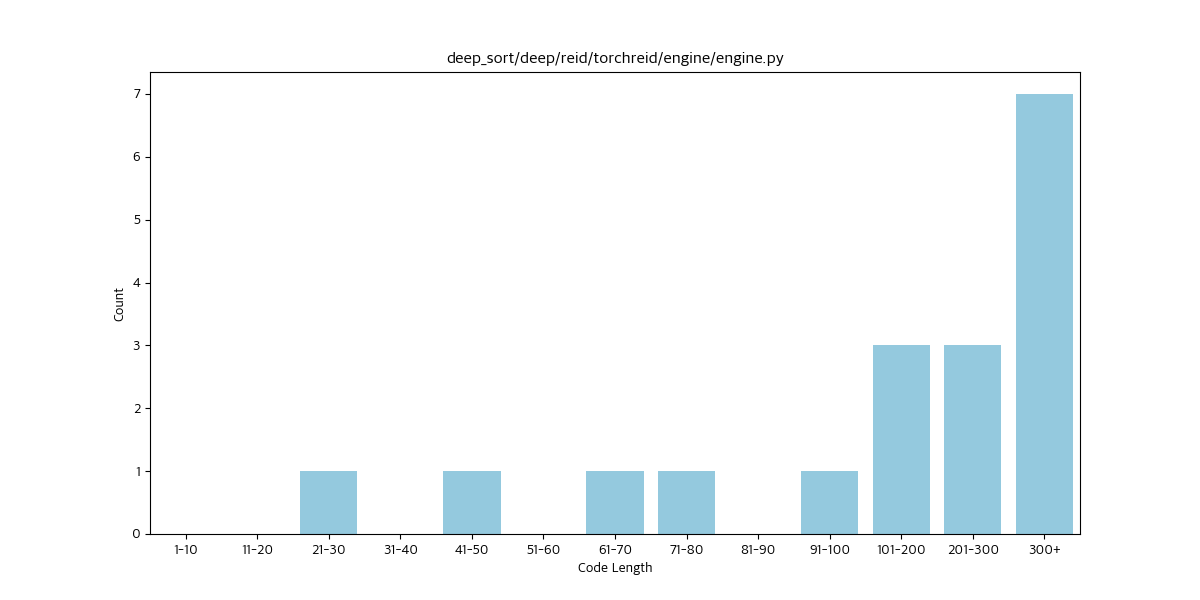 deep_sort/deep/reid/torchreid/engine/engine.py
7
6
5
4
3
2
1
0
Count
1-10 11-20 21-30 31-40 41-50 51-60 61-70 71-80 81-90 91-100 101-200 201-300 300+
Code Length